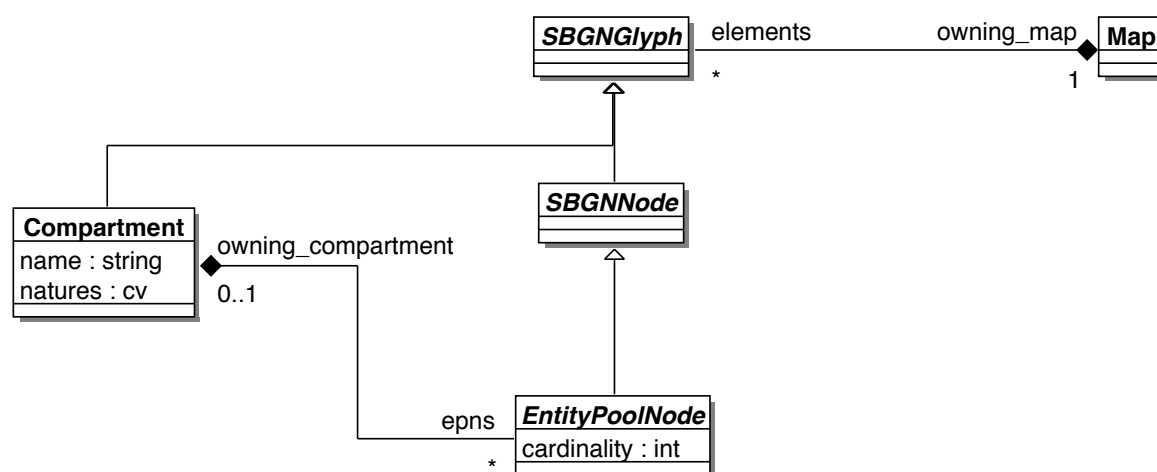 SBGNGlyph
elements
owning_map
Map
*
1
SBGNNode
Compartment
name : string
natures : cv
owning_compartment
0..1
EntityPoolNode
cardinality : int
epns
*